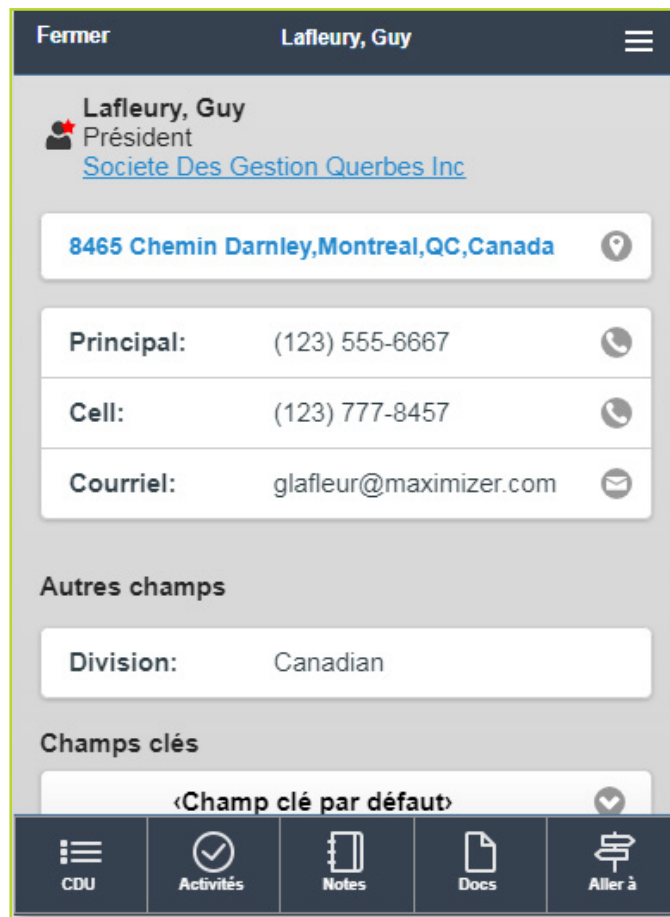 Fermer Lafleury, Guy
Lafleury, Guy
Président
Societe Des Gestion Querbes Inc
8465 Chemin Darnley,Montreal,QC,Canada
Principal: (123) 555-6667
Cell: (123) 777-8457
Courriel: glafleur@maximizer.com
Autres champs
Division: Canadian
Champs clés
‹Champ clé par défaut›
CDU Activités Notes Docs Aller à